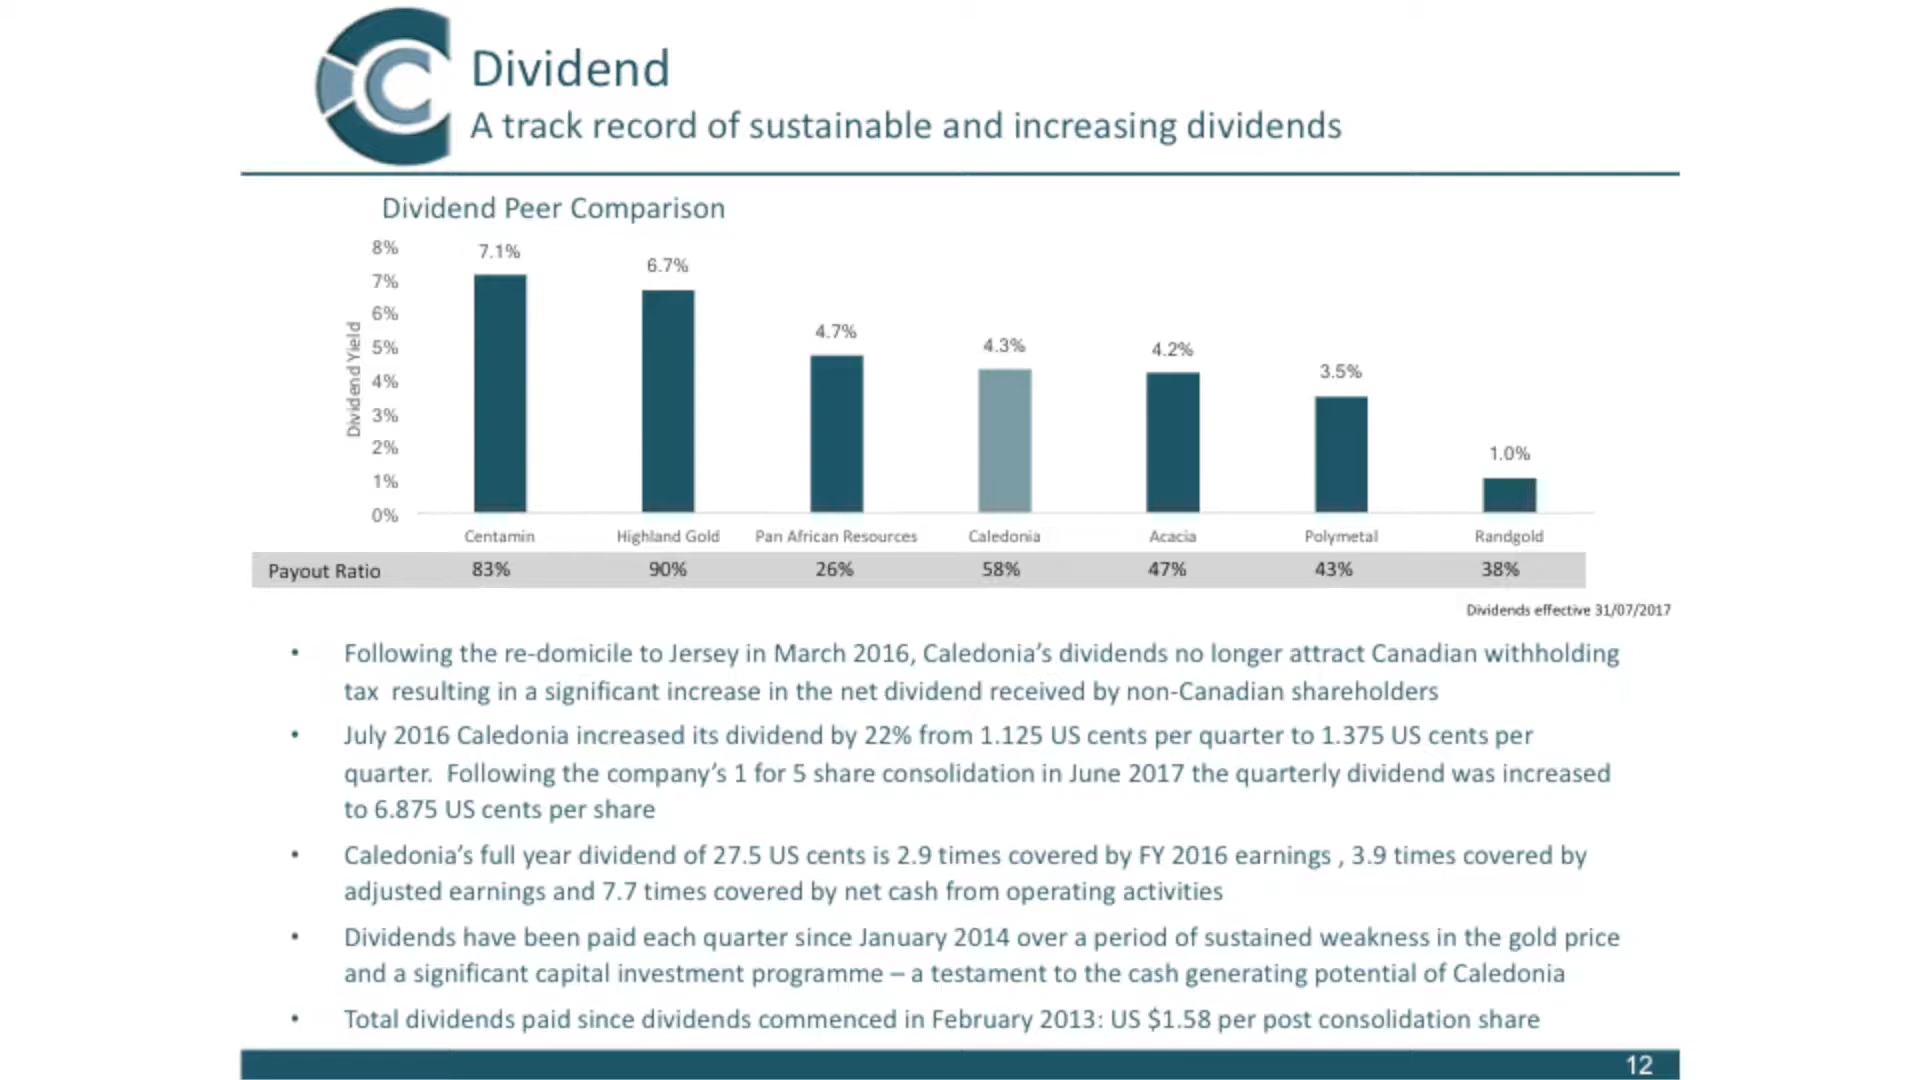 Dividend
A track record of sustainable and increasing dividends
Dividend Peer Comparison
Dividend Yield
8%
7%
6%
5%
4%
3%
2%
1%
0%
7.1%
6.7%
4.7%
4.3%
4.2%
3.5%
1.0%
Centamin Highland Gold Pan African Resources Caledonia Acacia Polymetal Randgold
Payout Ratio 83% 90% 26% 58% 47% 43% 38%
Dividends effective 31/07/2017
• Following the re-domicile to Jersey in March 2016, Caledonia’s dividends no longer attract Canadian withholding
tax resulting in a significant increase in the net dividend received by non-Canadian shareholders
• July 2016 Caledonia increased its dividend by 22% from 1.125 US cents per quarter to 1.375 US cents per
quarter. Following the company’s 1 for 5 share consolidation in June 2017 the quarterly dividend was increased
to 6.875 US cents per share
• Caledonia’s full year dividend of 27.5 US cents is 2.9 times covered by FY 2016 earnings , 3.9 times covered by
adjusted earnings and 7.7 times covered by net cash from operating activities
• Dividends have been paid each quarter since January 2014 over a period of sustained weakness in the gold price
and a significant capital investment programme – a testament to the cash generating potential of Caledonia
• Total dividends paid since dividends commenced in February 2013: US $1.58 per post consolidation share
12